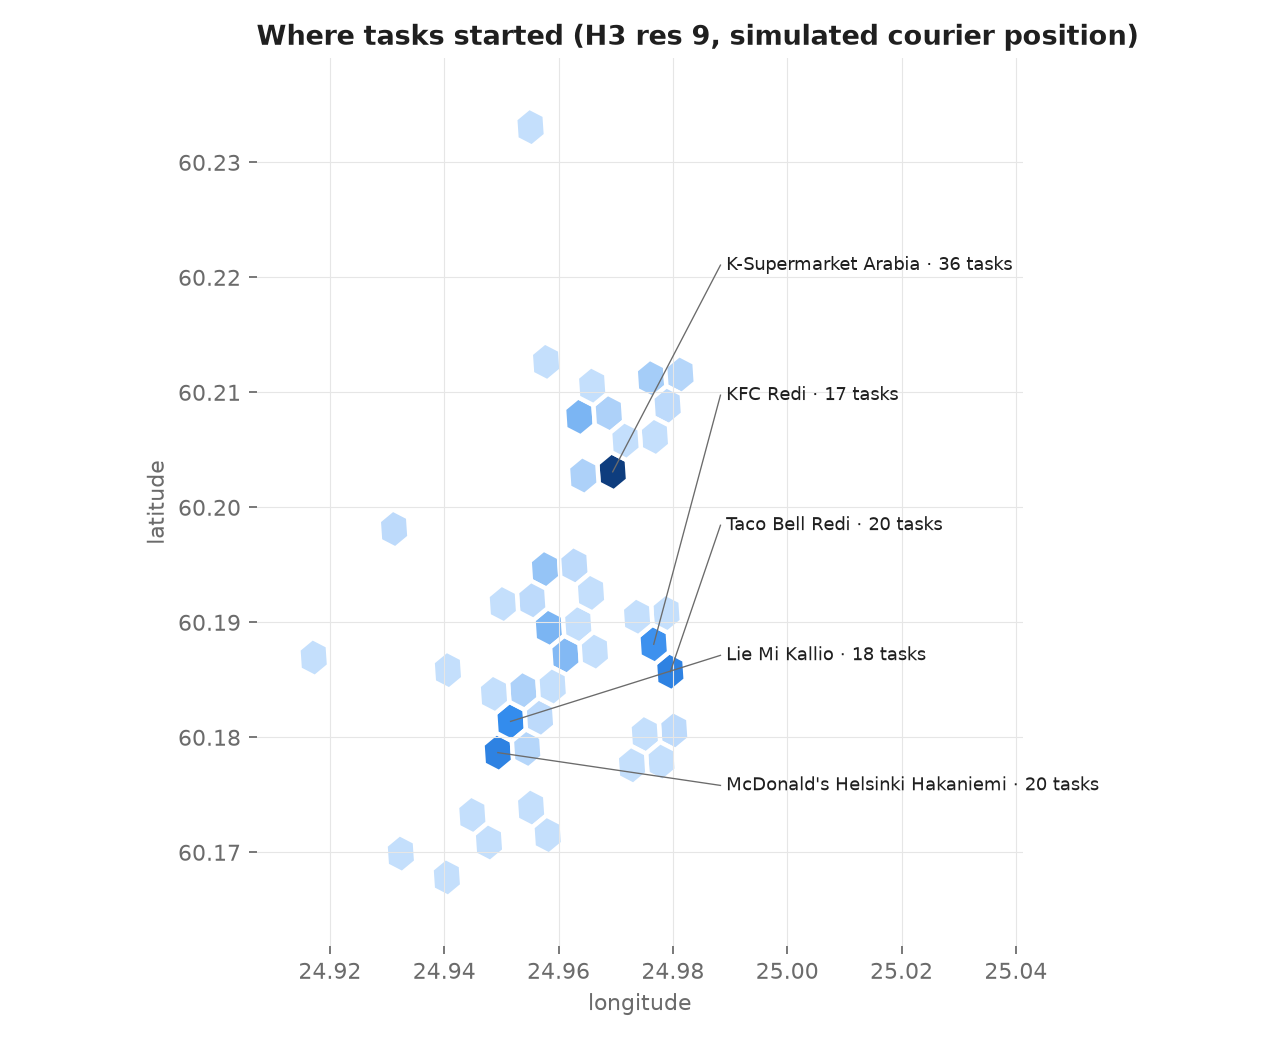 Where tasks started (H3 res 9, simulated courier position)
60.23
60.22
60.21
60.20
60.19
60.18
60.17
latitude
K-Supermarket Arabia · 36 tasks
KFC Redi · 17 tasks
Taco Bell Redi · 20 tasks
Lie Mi Kallio · 18 tasks
McDonald's Helsinki Hakaniemi · 20 tasks
24.92 24.94 24.96 24.98 25.00 25.02 25.04
longitude